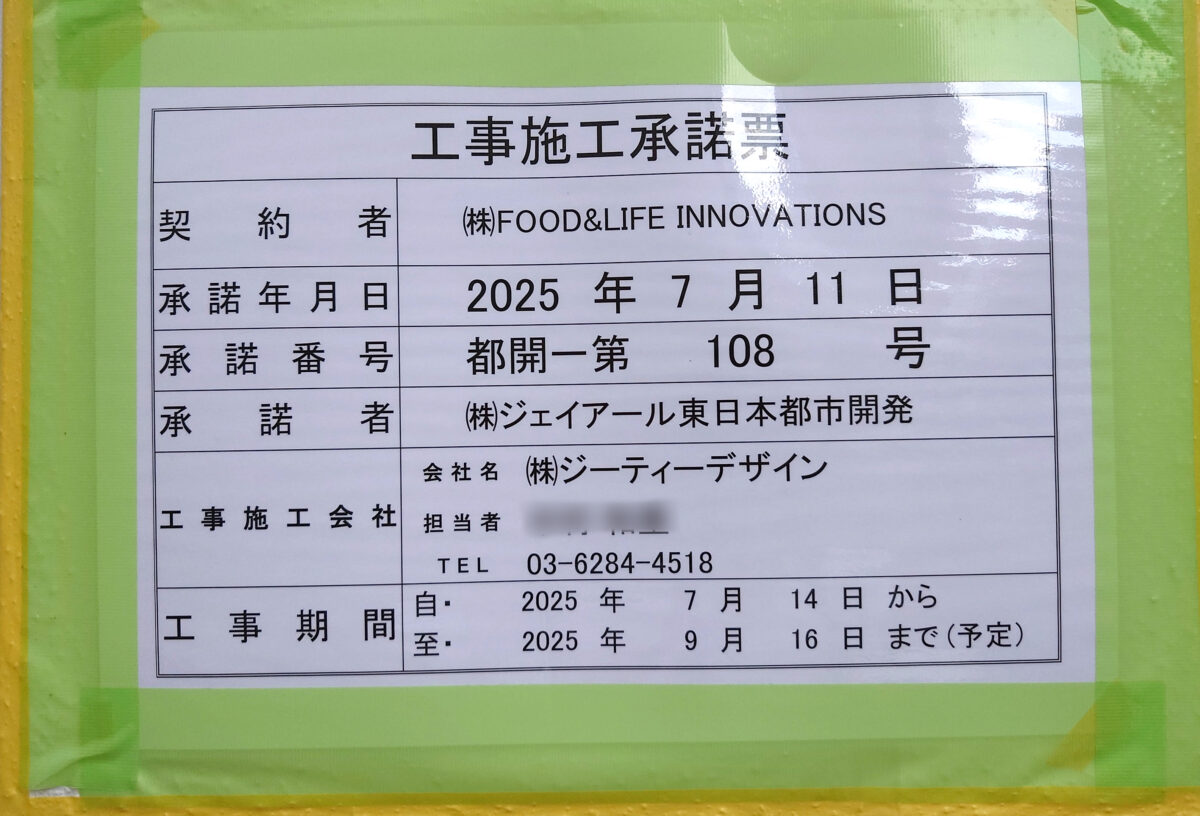 工事施工承諾票
契約者 ㈱FOOD&LIFE INNOVATIONS
承諾年月日 2025 年 7 月 11 日
承諾番号 都開一第 108 号
承諾者 ㈱ジェイアール東日本都市開発
工事施工会社 会社名 ㈱ジーティーデザイン
担当者
TEL 03-6284-4518
工事期間 自・ 2025 年 7 月 14 日 から
至・ 2025 年 9 月 16 日 まで(予定)